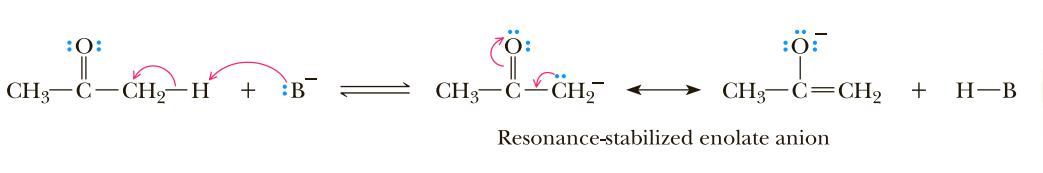 :O: :O: :O:⁻
CH₃—C—CH₂—H + :B⁻ ⇌ CH₃—C—CH₂⁻ ↔ CH₃—C=CH₂ + H—B
Resonance-stabilized enolate anion